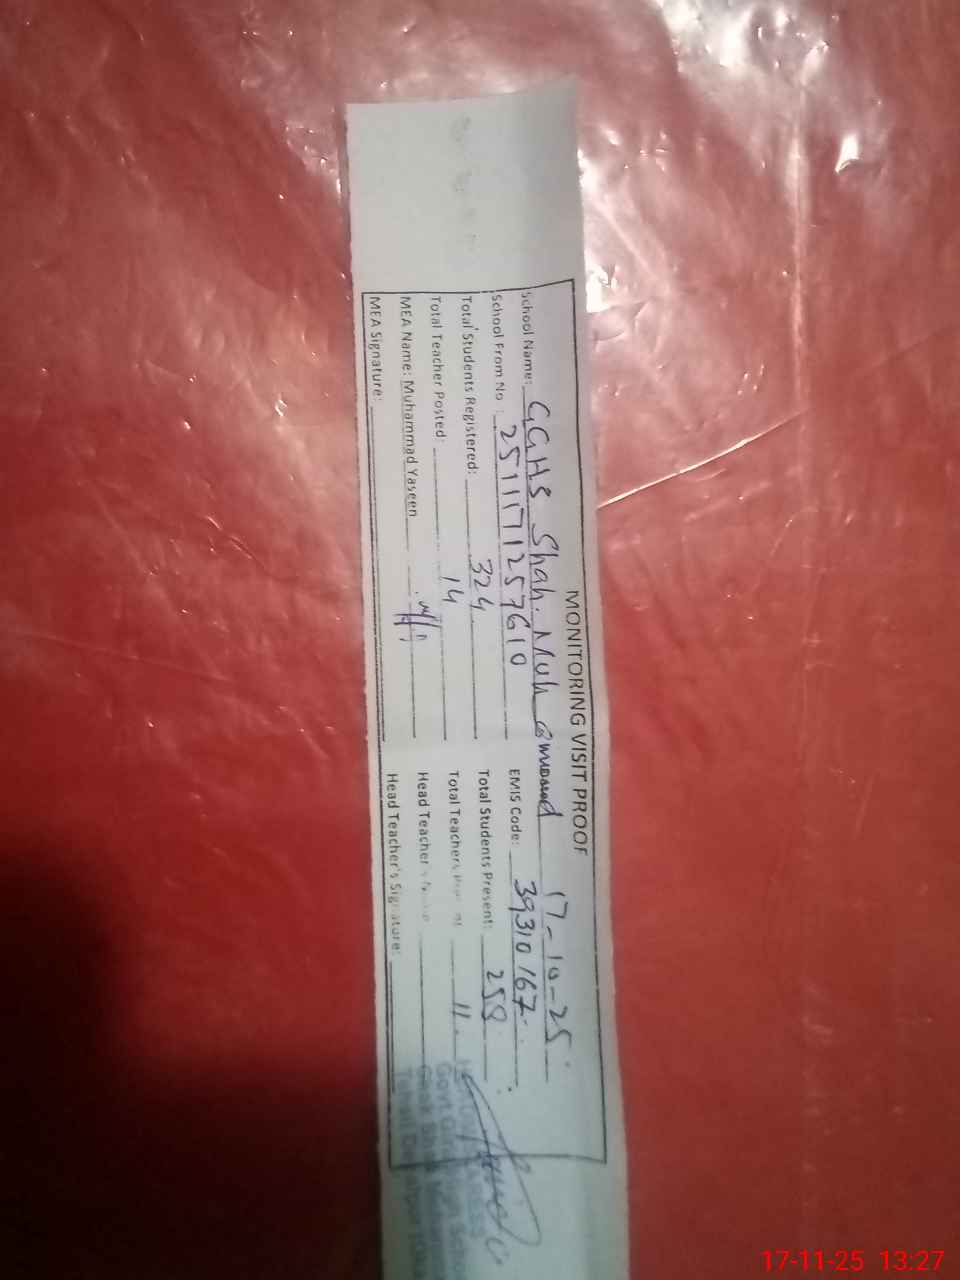 MONITORING VISIT PROOF
School Name: GGHS Shah. Muhammad 17-10-25
School From No : 2511171257610 EMIS Code: 39310167
Total Students Registered: 324 Total Students Present: 258
Total Teacher Posted: 14 Total Teachers 11
MEA Name: Muhammad Yaseen Head Teacher's Name
MEA Signature: Head Teacher's Signature:
17-11-25 13:27